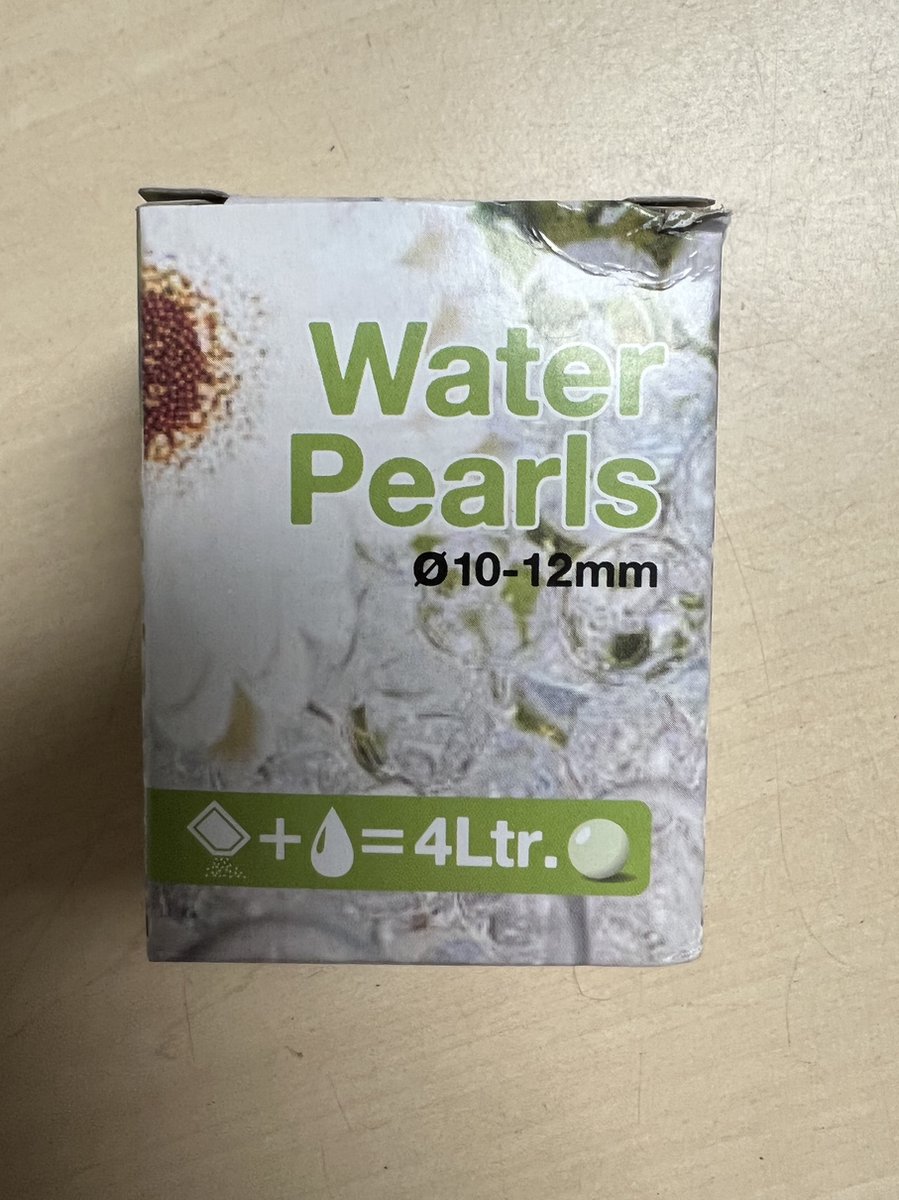 Water
Pearls
Ø10-12mm
+ = 4Ltr.